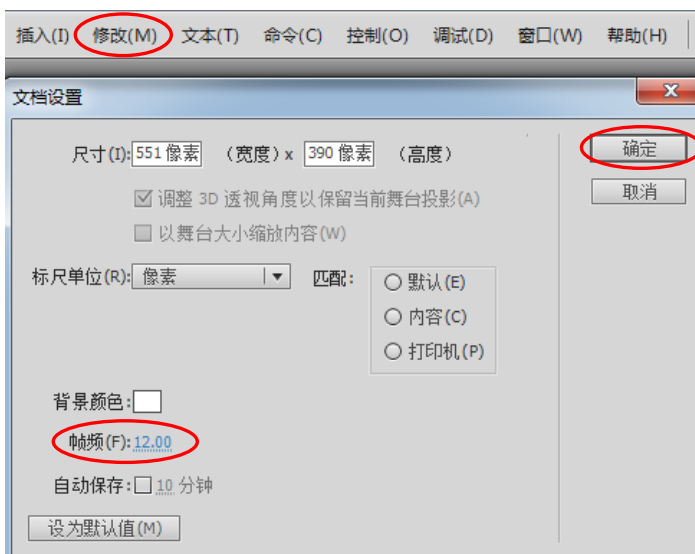 插入(I) 修改(M) 文本(T) 命令(C) 控制(O) 调试(D) 窗口(W) 帮助(H)
文档设置
尺寸(I): 551 像素 (宽度) x 390 像素 (高度) 确定
调整 3D 透视角度以保留当前舞台投影(A) 取消
以舞台大小缩放内容(W)
标尺单位(R): 像素 匹配: 默认(E)
内容(C)
打印机(P)
背景颜色:
帧频(F): 12.00
自动保存: 10 分钟
设为默认值(M)